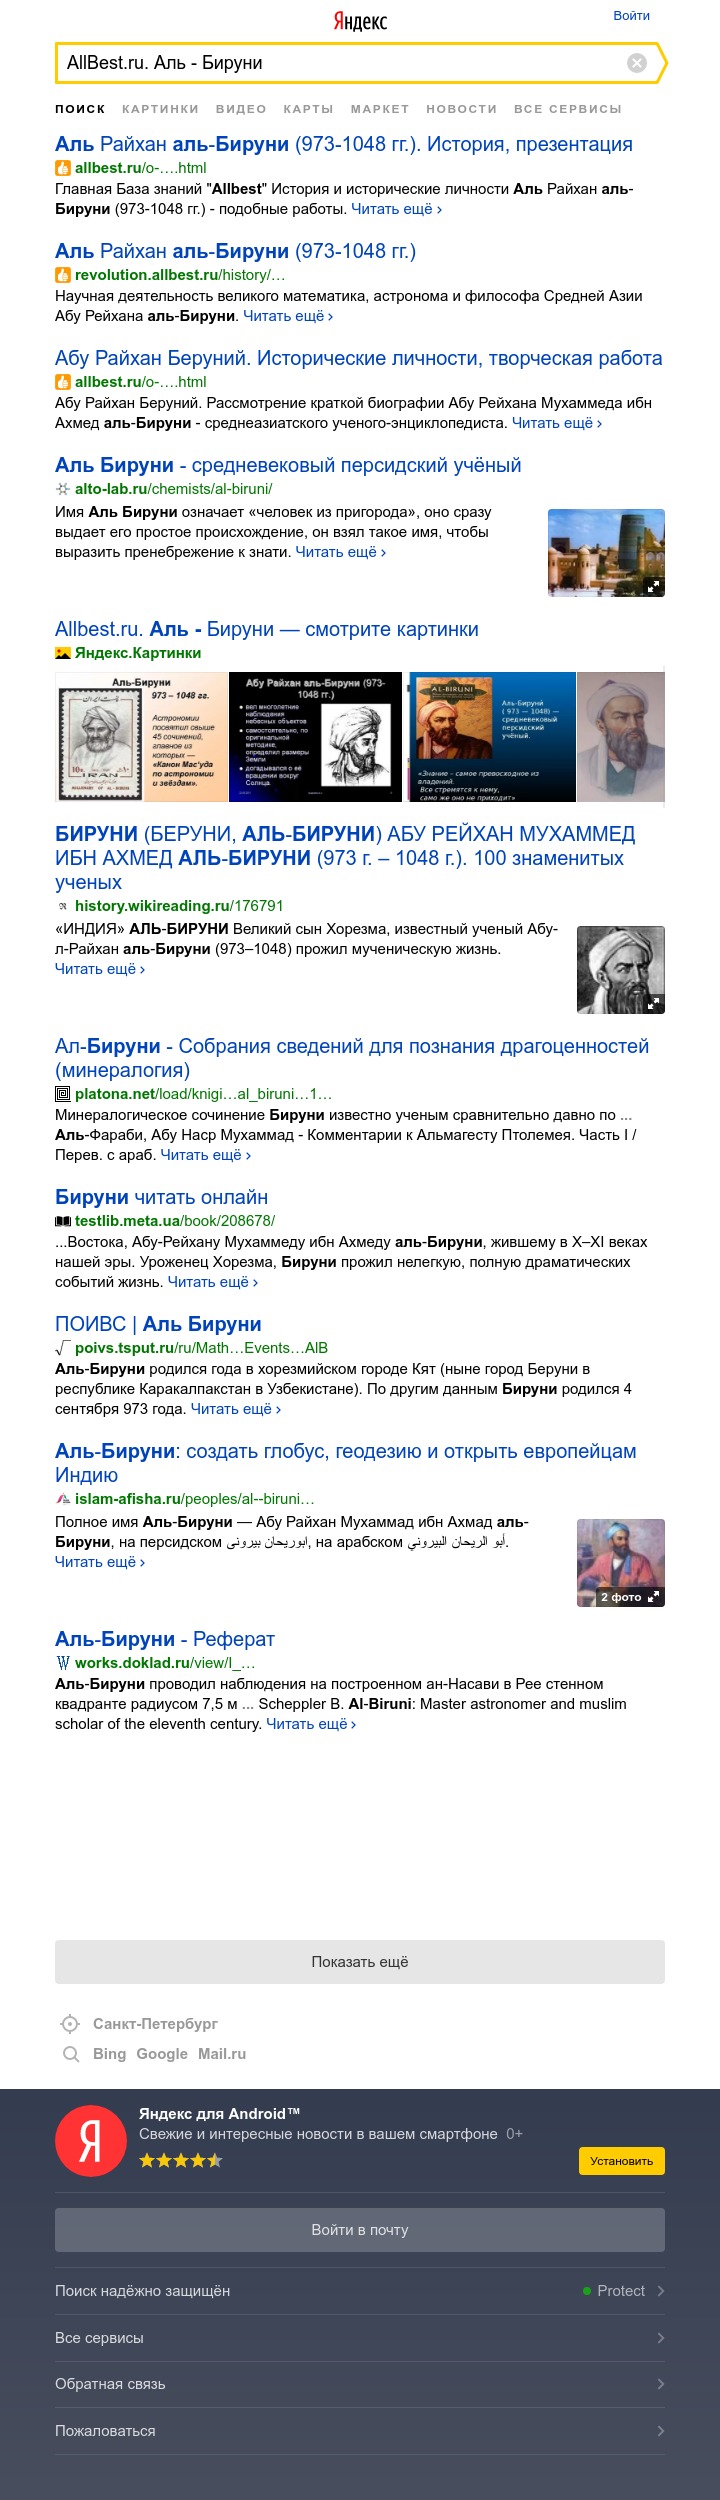 Яндекс
Войти
AllBest.ru. Аль - Бируни
ПОИСК КАРТИНКИ ВИДЕО КАРТЫ МАРКЕТ НОВОСТИ ВСЕ СЕРВИСЫ
Аль Райхан аль-Бируни (973-1048 гг.). История, презентация
allbest.ru/o-….html
Главная База знаний "Allbest" История и исторические личности Аль Райхан аль-
Бируни (973-1048 гг.) - подобные работы. Читать ещё ›
Аль Райхан аль-Бируни (973-1048 гг.)
revolution.allbest.ru/history/…
Научная деятельность великого математика, астронома и философа Средней Азии
Абу Рейхана аль-Бируни. Читать ещё ›
Абу Райхан Беруний. Исторические личности, творческая работа
allbest.ru/o-….html
Абу Райхан Беруний. Рассмотрение краткой биографии Абу Рейхана Мухаммеда ибн
Ахмед аль-Бируни - среднеазиатского ученого-энциклопедиста. Читать ещё ›
Аль Бируни - средневековый персидский учёный
alto-lab.ru/chemists/al-biruni/
Имя Аль Бируни означает «человек из пригорода», оно сразу
выдает его простое происхождение, он взял такое имя, чтобы
выразить пренебрежение к знати. Читать ещё ›
Allbest.ru. Аль - Бируни — смотрите картинки
Яндекс.Картинки
Аль-Бируни
973 – 1048 гг.
Астрономии
посвятил свыше
45 сочинений,
главное из
которых —
«Канон Мас'уда
по астрономии
и звёздам».
10
IRAN
Абу Райхан аль-Бируни (973-
1048 гг.)
вел многолетние
наблюдения
небесных объектов
самостоятельно, по
оригинальной
методике,
определил размеры
Земли
догадывался о её
вращении вокруг
Солнца
AL-BIRUNI
Аль-Бируни
( 973 — 1048) —
средневековый
персидский
учёный.
«Знание - самое превосходное из
владений.
Все стремятся к нему,
само же оно не приходит»
БИРУНИ (БЕРУНИ, АЛЬ-БИРУНИ) АБУ РЕЙХАН МУХАММЕД
ИБН АХМЕД АЛЬ-БИРУНИ (973 г. – 1048 г.). 100 знаменитых
ученых
history.wikireading.ru/176791
«ИНДИЯ» АЛЬ-БИРУНИ Великий сын Хорезма, известный ученый Абу-
л-Райхан аль-Бируни (973–1048) прожил мученическую жизнь.
Читать ещё ›
Ал-Бируни - Собрания сведений для познания драгоценностей
(минералогия)
platona.net/load/knigi…al_biruni…1…
Минералогическое сочинение Бируни известно ученым сравнительно давно по ...
Аль-Фараби, Абу Наср Мухаммад - Комментарии к Альмагесту Птолемея. Часть I /
Перев. с араб. Читать ещё ›
Бируни читать онлайн
testlib.meta.ua/book/208678/
...Востока, Абу-Рейхану Мухаммеду ибн Ахмеду аль-Бируни, жившему в X–XI веках
нашей эры. Уроженец Хорезма, Бируни прожил нелегкую, полную драматических
событий жизнь. Читать ещё ›
ПОИВС | Аль Бируни
poivs.tsput.ru/ru/Math…Events…AlB
Аль-Бируни родился года в хорезмийском городе Кят (ныне город Беруни в
республике Каракалпакстан в Узбекистане). По другим данным Бируни родился 4
сентября 973 года. Читать ещё ›
Аль-Бируни: создать глобус, геодезию и открыть европейцам
Индию
islam-afisha.ru/peoples/al--biruni…
Полное имя Аль-Бируни — Абу Райхан Мухаммад ибн Ахмад аль-
Бируни, на персидском ابوریحان بیرونی, на арабском أبو الريحان البيروني.
Читать ещё ›
2 фото
Аль-Бируни - Реферат
works.doklad.ru/view/I_…
Аль-Бируни проводил наблюдения на построенном ан-Насави в Рее стенном
квадранте радиусом 7,5 м ... Scheppler B. Al-Biruni: Master astronomer and muslim
scholar of the eleventh century. Читать ещё ›
Показать ещё
Санкт-Петербург
Bing Google Mail.ru
Я
Яндекс для Android™
Свежие и интересные новости в вашем смартфоне 0+
Установить
Войти в почту
Поиск надёжно защищён
Protect
Все сервисы
Обратная связь
Пожаловаться